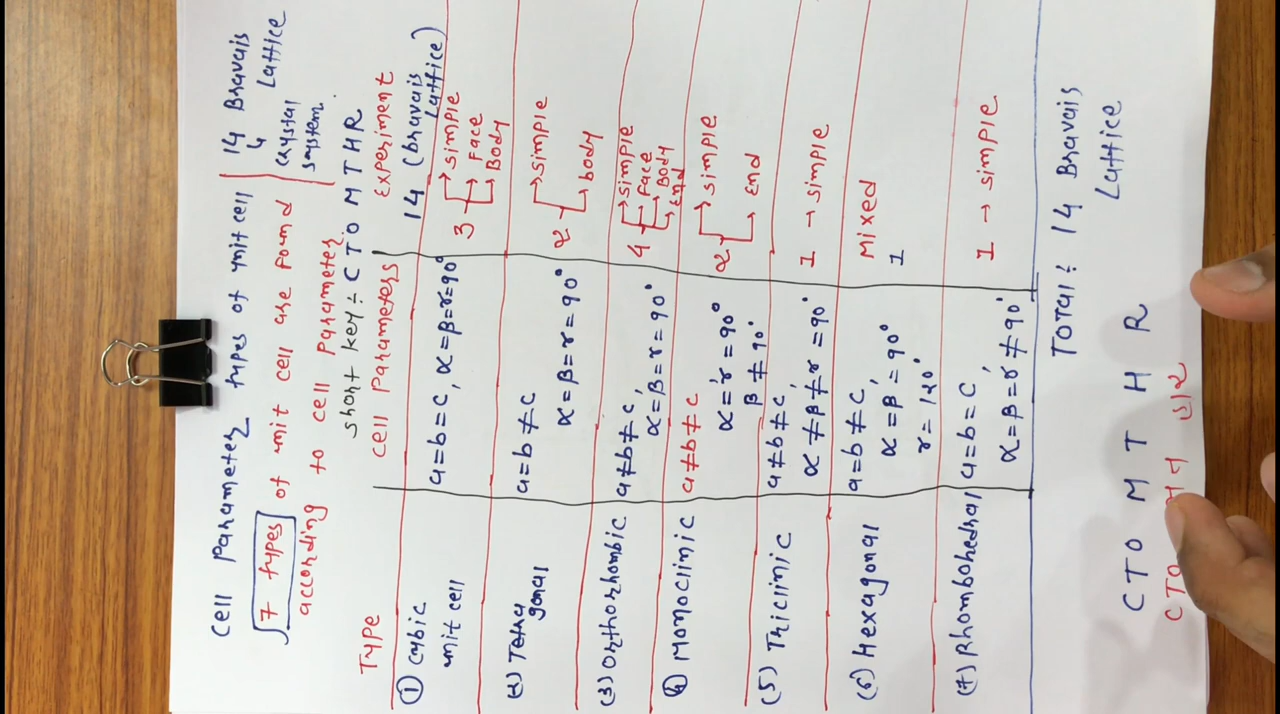 Cell Parameter types of unit cell
7 types of unit cell are found
according to cell parameter.
14 Bravais
Lattice
crystal
system.
short key ÷ C T O M T H R
TYPE
cell Parameters
Experiment
14 (bravais
Lattice)
(1) cubic
unit cell
a = b = c, α = β = γ = 90°
3 → simple
→ Face
→ Body
(2) Tetra
gonal
a = b ≠ c
α = β = γ = 90°
2 → simple
→ body
(3) Orthorhombic
a ≠ b ≠ c,
α = β = γ = 90°
4 → simple
→ Face
→ Body
→ End
(4) Monoclinic
a ≠ b ≠ c
α = γ = 90°,
β ≠ 90°
2 → simple
→ End
(5) Triclinic
a ≠ b ≠ c,
α ≠ β ≠ γ = 90°
1 → simple
(6) Hexagonal
a = b ≠ c
α = β = 90°,
γ = 120°
Mixed
1
(7) Rhombohedral
a = b = c
α = β = γ ≠ 90°,
1 → simple
Total ÷ 14 Bravais
Lattice
C T O M T H R